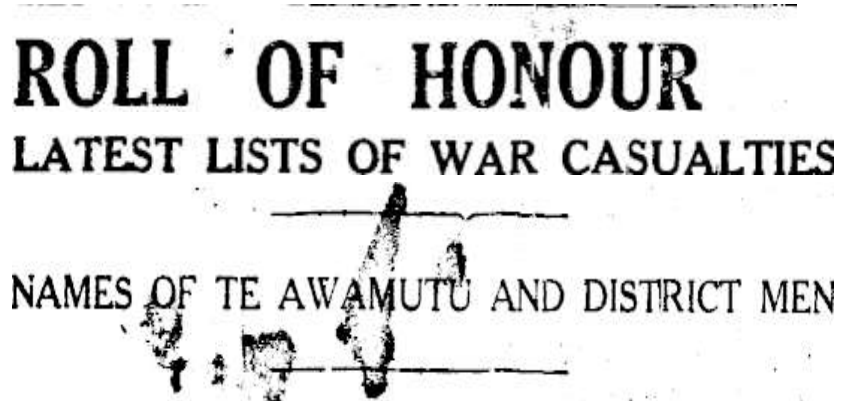 ROLL OF HONOUR
LATEST LISTS OF WAR CASUALTIES
NAMES OF TE AWAMUTU AND DISTRICT MEN